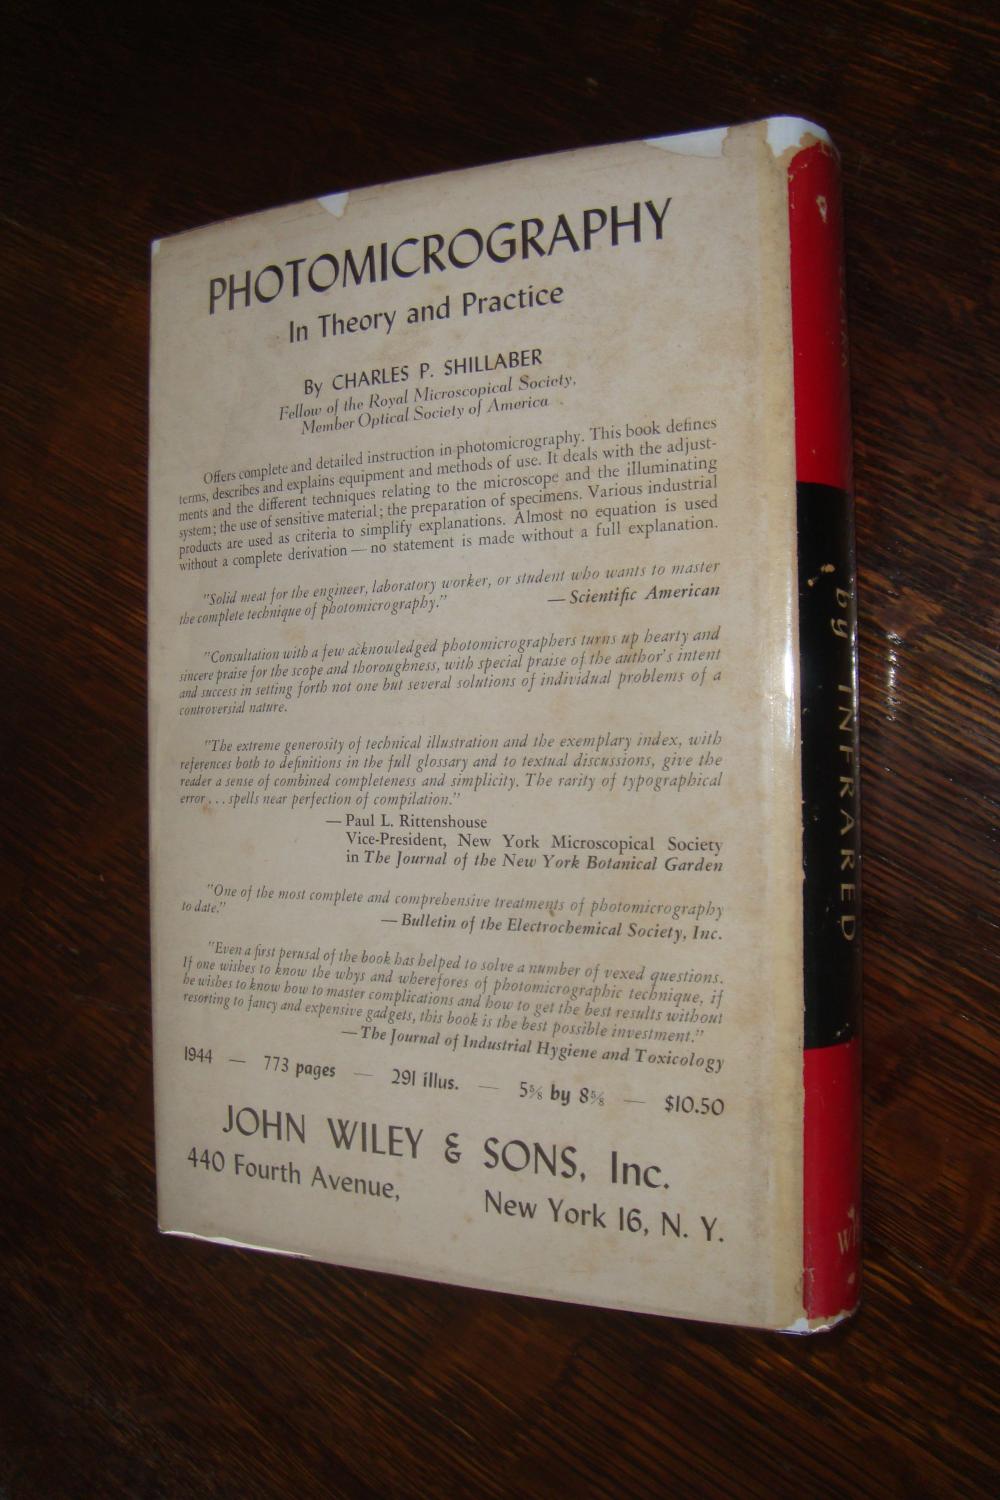 PHOTOMICROGRAPHY
In Theory and Practice
By CHARLES P. SHILLABER
Fellow of the Royal Microscopical Society,
Member Optical Society of America
Offers complete and detailed instruction in photomicrography. This book defines
terms, describes and explains equipment and methods of use. It deals with the adjust-
ments and the different techniques relating to the microscope and the illuminating
system; the use of sensitive material; the preparation of specimens. Various industrial
products are used as criteria to simplify explanations. Almost no equation is used
without a complete derivation — no statement is made without a full explanation.
"Solid meat for the engineer, laboratory worker, or student who wants to master
the complete technique of photomicrography." — Scientific American
"Consultation with a few acknowledged photomicrographers turns up hearty and
sincere praise for the scope and thoroughness, with special praise of the author's intent
and success in setting forth not one but several solutions of individual problems of a
controversial nature.
"The extreme generosity of technical illustration and the exemplary index, with
references both to definitions in the full glossary and to textual discussions, give the
reader a sense of combined completeness and simplicity. The rarity of typographical
error . . . spells near perfection of compilation."
— Paul L. Rittenshouse
Vice-President, New York Microscopical Society
in The Journal of the New York Botanical Garden
"One of the most complete and comprehensive treatments of photomicrography
to date."
— Bulletin of the Electrochemical Society, Inc.
"Even a first perusal of the book has helped to solve a number of vexed questions.
If one wishes to know the whys and wherefores of photomicrographic technique, if
he wishes to know how to master complications and how to get the best results without
resorting to fancy and expensive gadgets, this book is the best possible investment."
— The Journal of Industrial Hygiene and Toxicology
1944 — 773 pages — 291 illus. — 5⅝ by 8⅝ — $10.50
JOHN WILEY & SONS, Inc.
440 Fourth Avenue, New York 16, N. Y.
by INFRARED